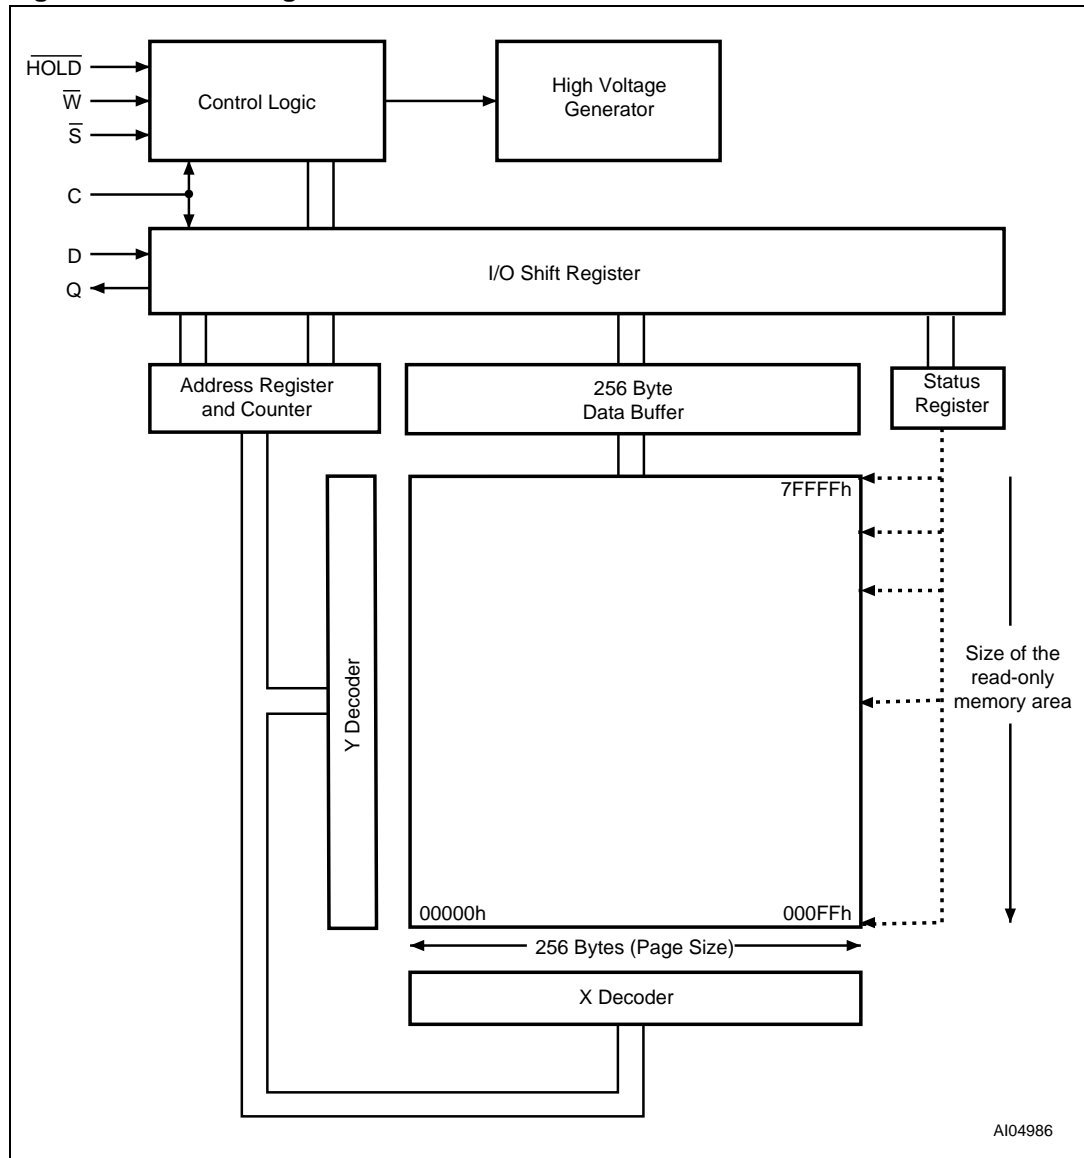 HOLD
W
S
C
D
Q
Control Logic
High Voltage
Generator
I/O Shift Register
Address Register
and Counter
256 Byte
Data Buffer
Status
Register
7FFFFh
Y Decoder
Size of the
read-only
memory area
00000h
000FFh
256 Bytes (Page Size)
X Decoder
AI04986